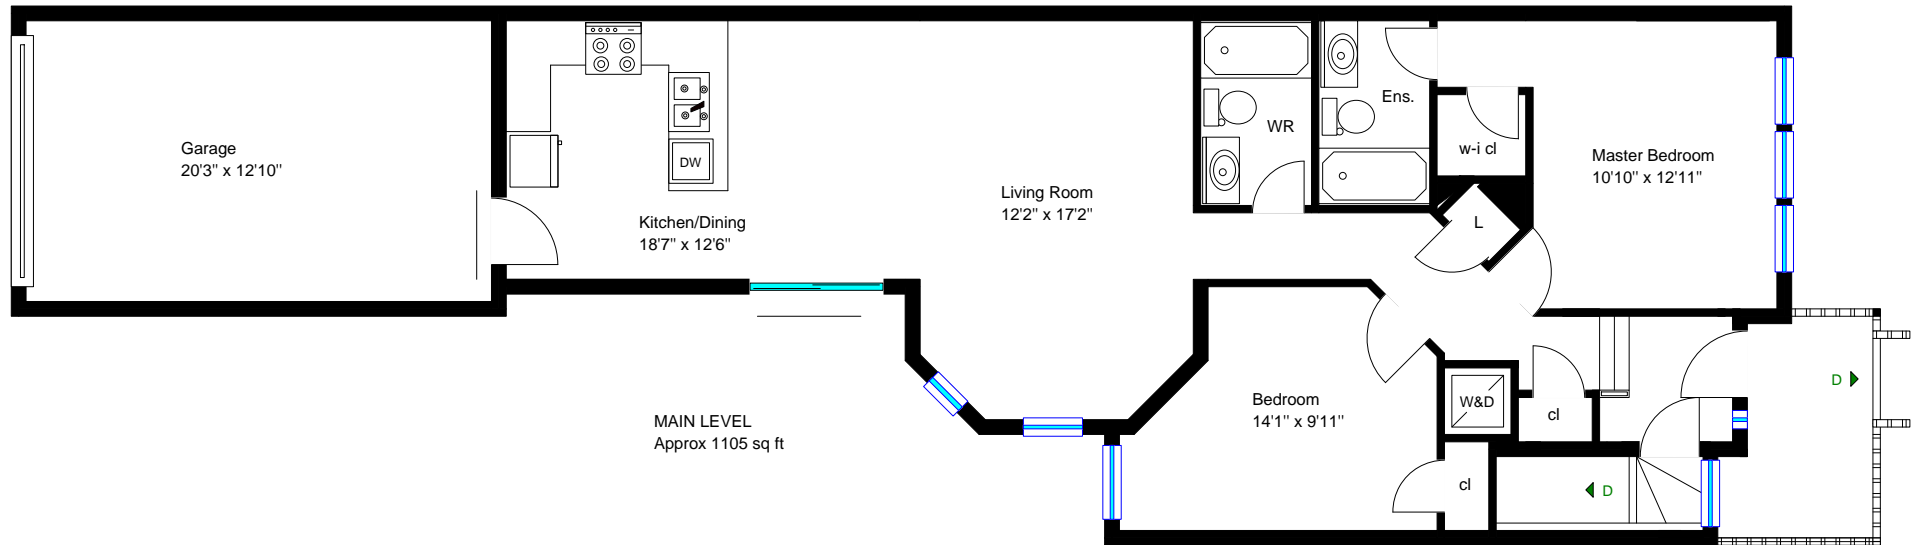 Garage
20'3" x 12'10"
Kitchen/Dining
18'7" x 12'6"
DW
Living Room
12'2" x 17'2"
WR
Ens.
w-i cl
L
Master Bedroom
10'10" x 12'11"
MAIN LEVEL
Approx 1105 sq ft
Bedroom
14'1" x 9'11"
W&D
cl
cl
D
D